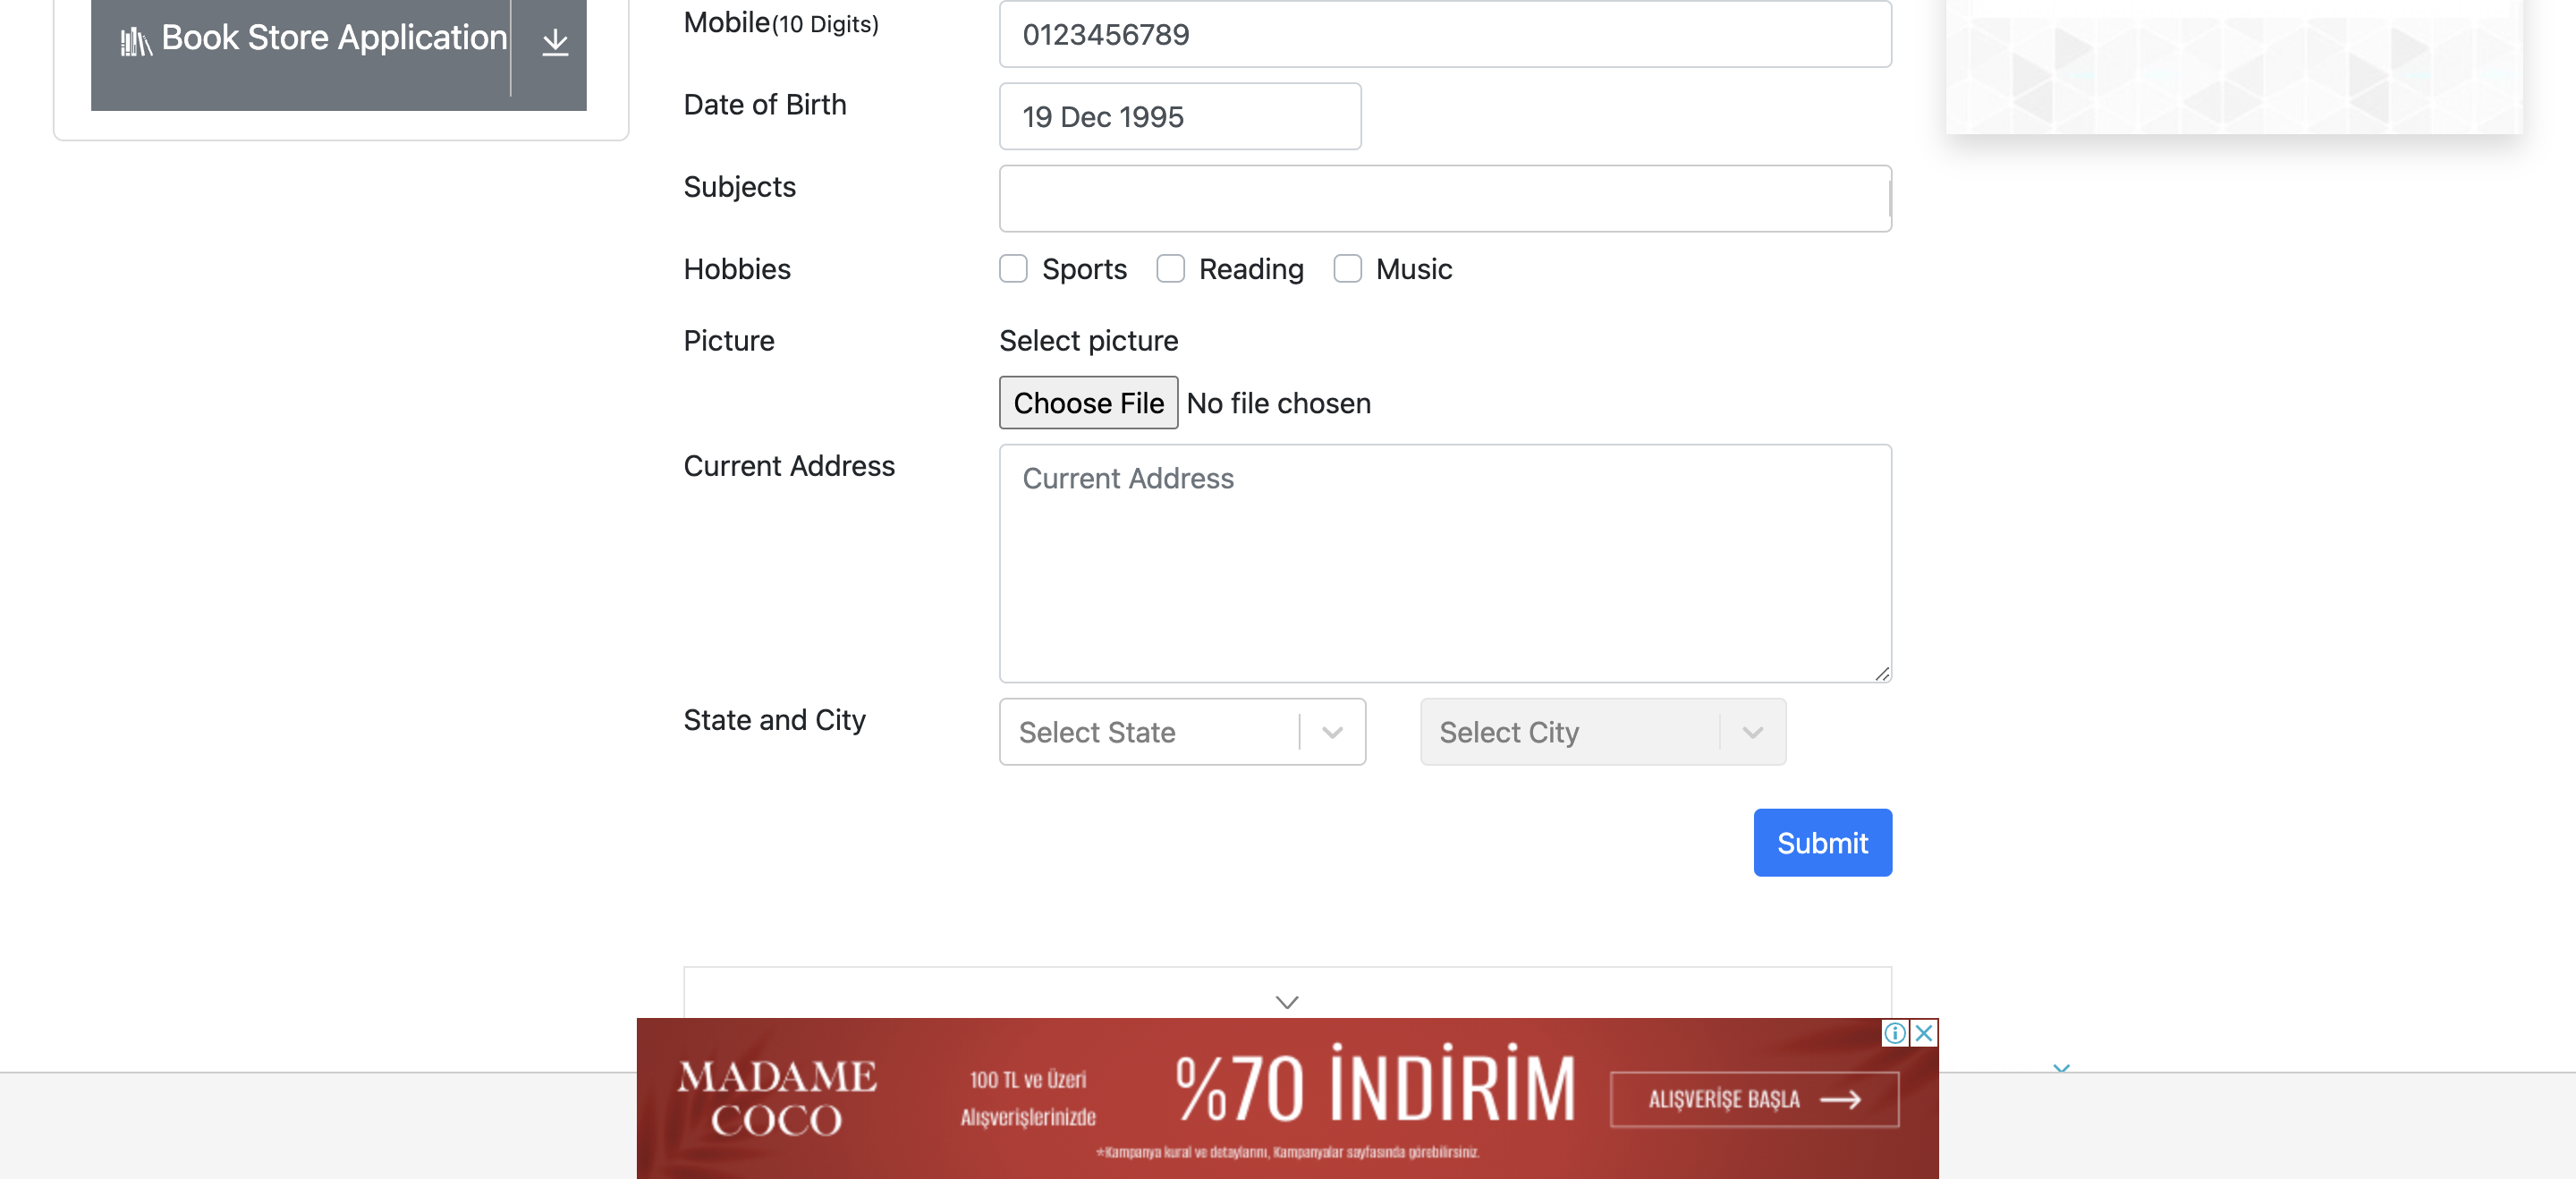 Book Store Application
Mobile(10 Digits)
0123456789
Date of Birth
19 Dec 1995
Subjects
Hobbies
Sports
Reading
Music
Picture
Select picture
Choose File No file chosen
Current Address
Current Address
State and City
Select State
Select City
Submit
MADAME
COCO
100 TL ve Üzeri
Alışverişlerinizde
%70 İNDİRİM
ALIŞVERİŞE BAŞLA
*Kampanya kural ve detaylarını, Kampanyalar sayfasında görebilirsiniz.